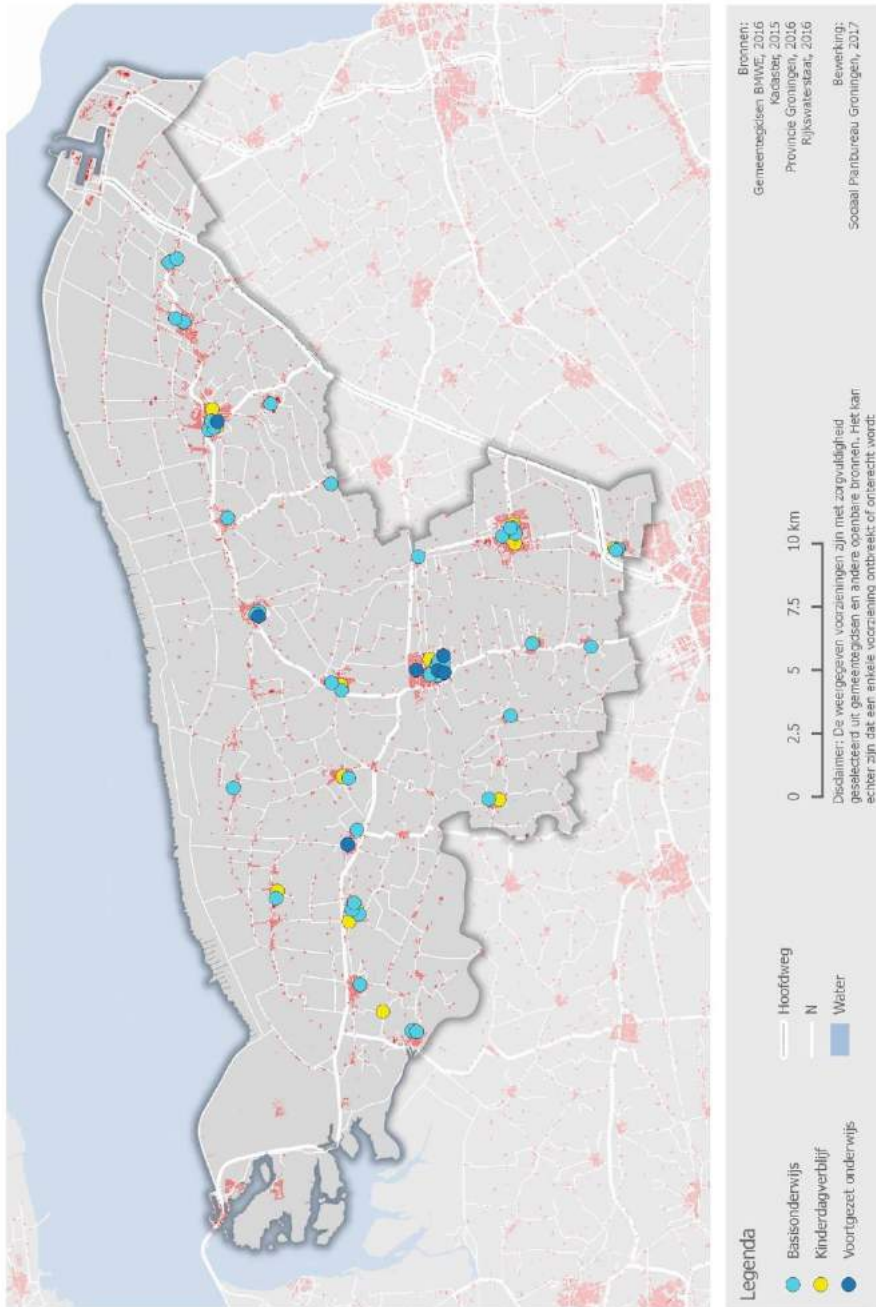 Legenda
Basisonderwijs
Kinderdagverblijf
Voortgezet onderwijs
Hoofdweg
N
Water
0 2.5 5 7.5 10 km
Disclaimer: De weergegeven voorzieningen zijn met zorgvuldigheid
geselecteerd uit gemeentegidsen en andere openbare bronnen. Het kan
echter zijn dat een enkele voorziening ontbreekt of onterecht wordt
Bronnen:
Gemeentegidsen BMWE, 2016
Kadaster, 2015
Provincie Groningen, 2016
Rijkswaterstaat, 2016
Bewerking:
Sociaal Planbureau Groningen, 2017